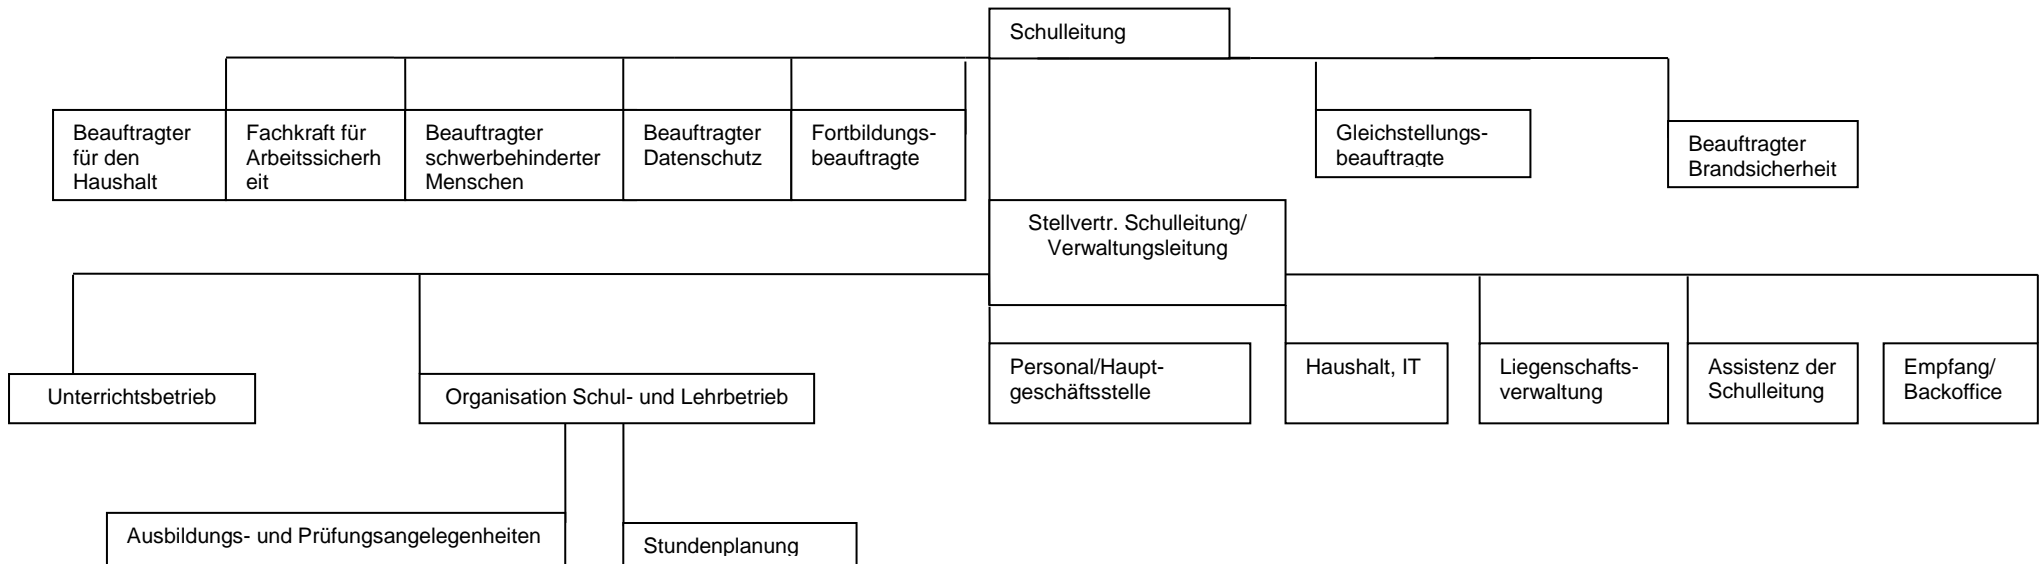 Schulleitung
Beauftragter
für den
Haushalt
Fachkraft für
Arbeitssicherh
eit
Beauftragter
schwerbehinderter
Menschen
Beauftragter
Datenschutz
Fortbildungs-
beauftragte
Gleichstellungs-
beauftragte
Beauftragter
Brandsicherheit
Stellvertr. Schulleitung/
Verwaltungsleitung
Unterrichtsbetrieb
Organisation Schul- und Lehrbetrieb
Personal/Haupt-
geschäftsstelle
Haushalt, IT
Liegenschafts-
verwaltung
Assistenz der
Schulleitung
Empfang/
Backoffice
Ausbildungs- und Prüfungsangelegenheiten
Stundenplanung